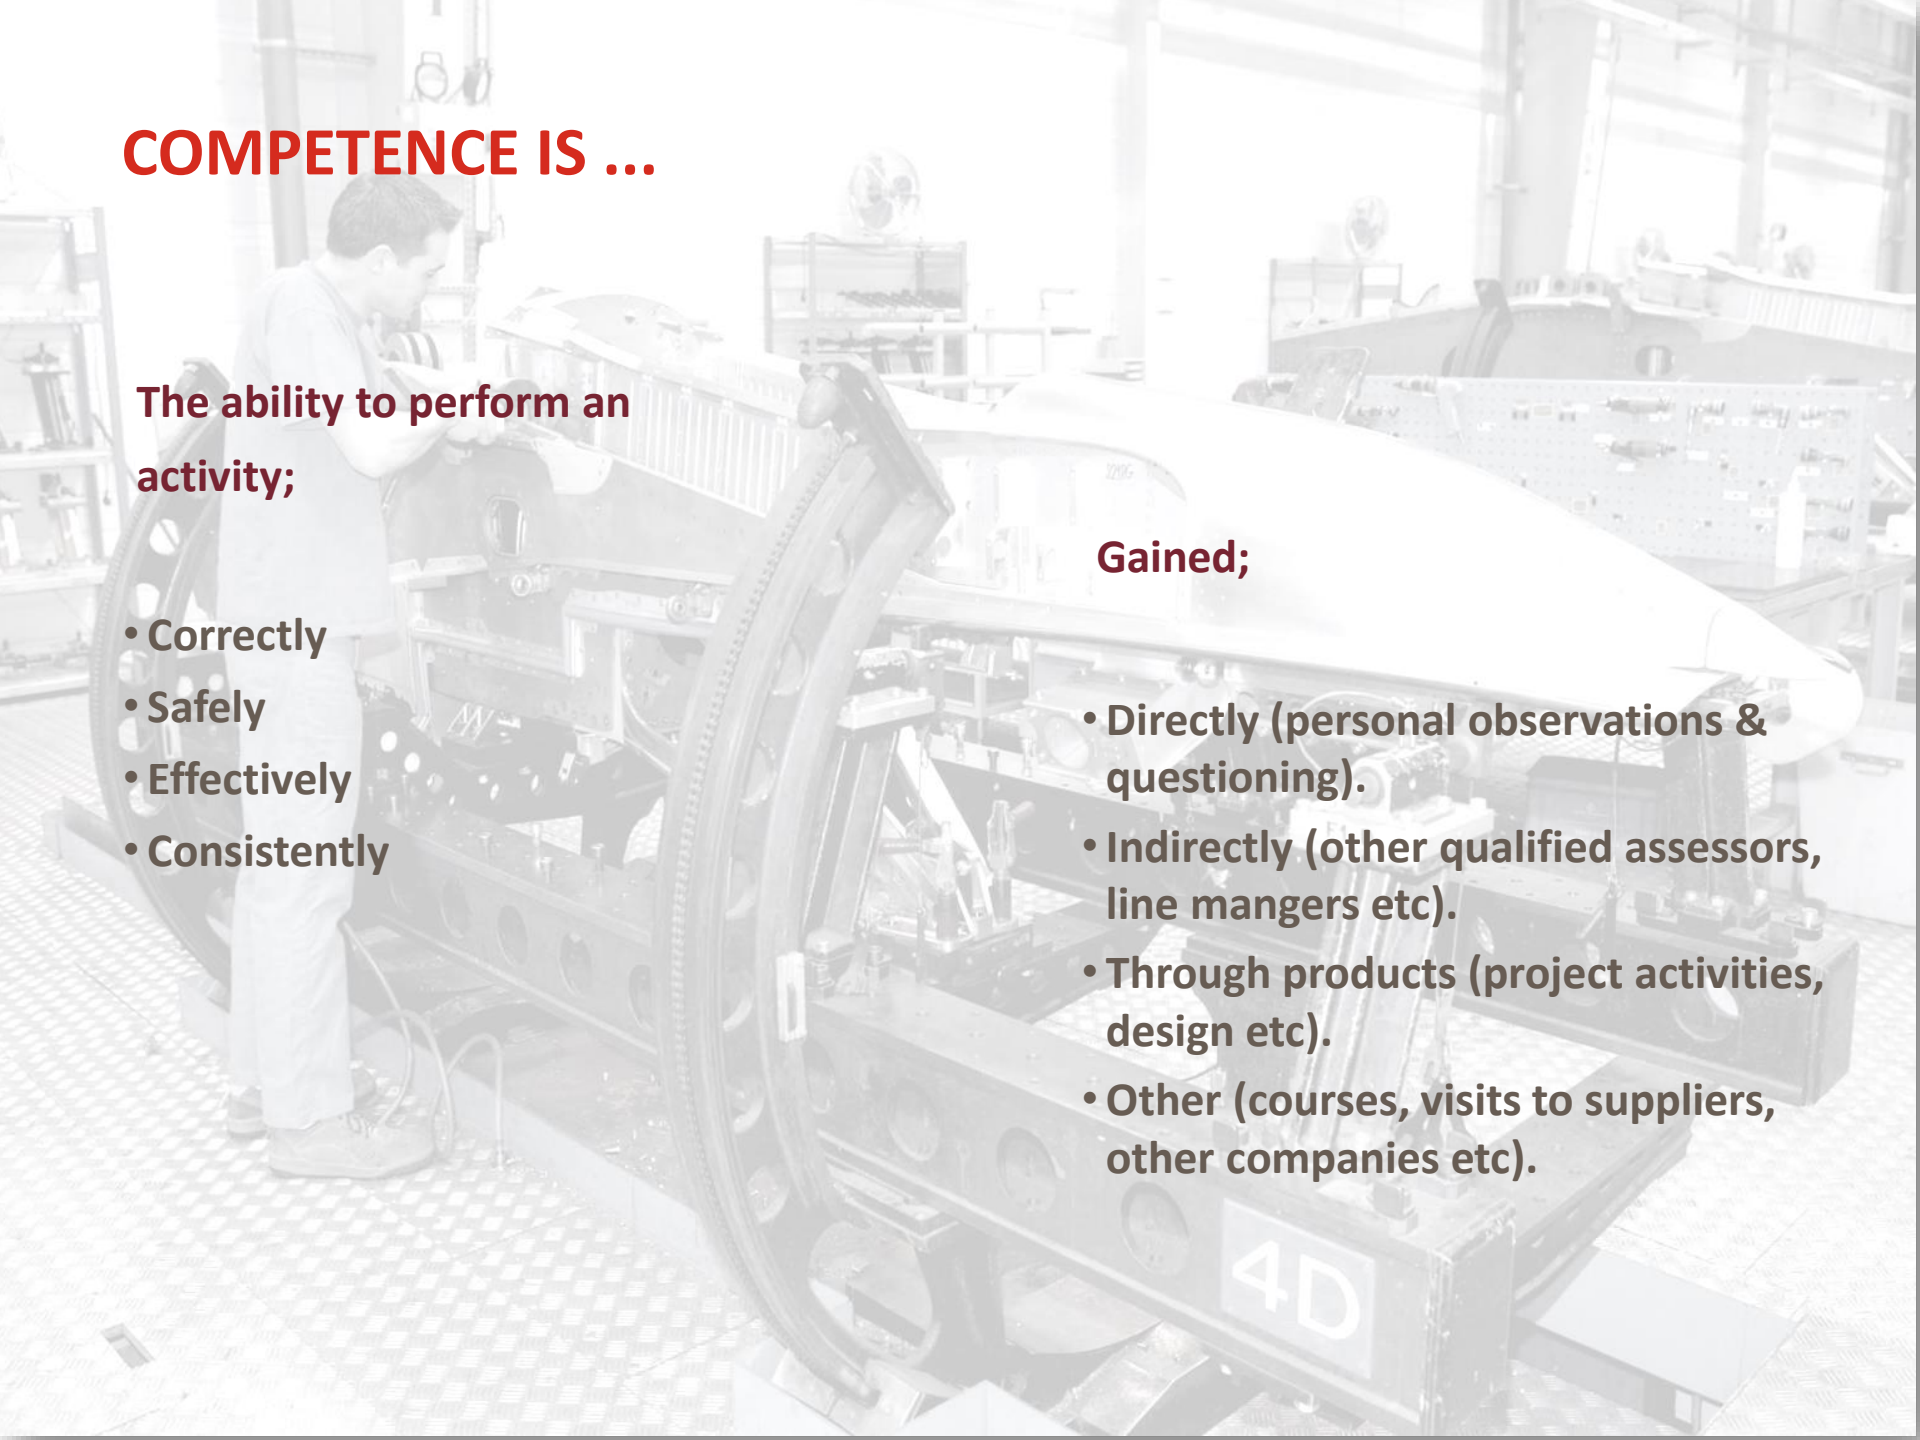 COMPETENCE IS ...
The ability to perform an
activity;
• Correctly
• Safely
• Effectively
• Consistently
Gained;
• Directly (personal observations &
questioning).
• Indirectly (other qualified assessors,
line mangers etc).
• Through products (project activities,
design etc).
• Other (courses, visits to suppliers,
other companies etc).
4D